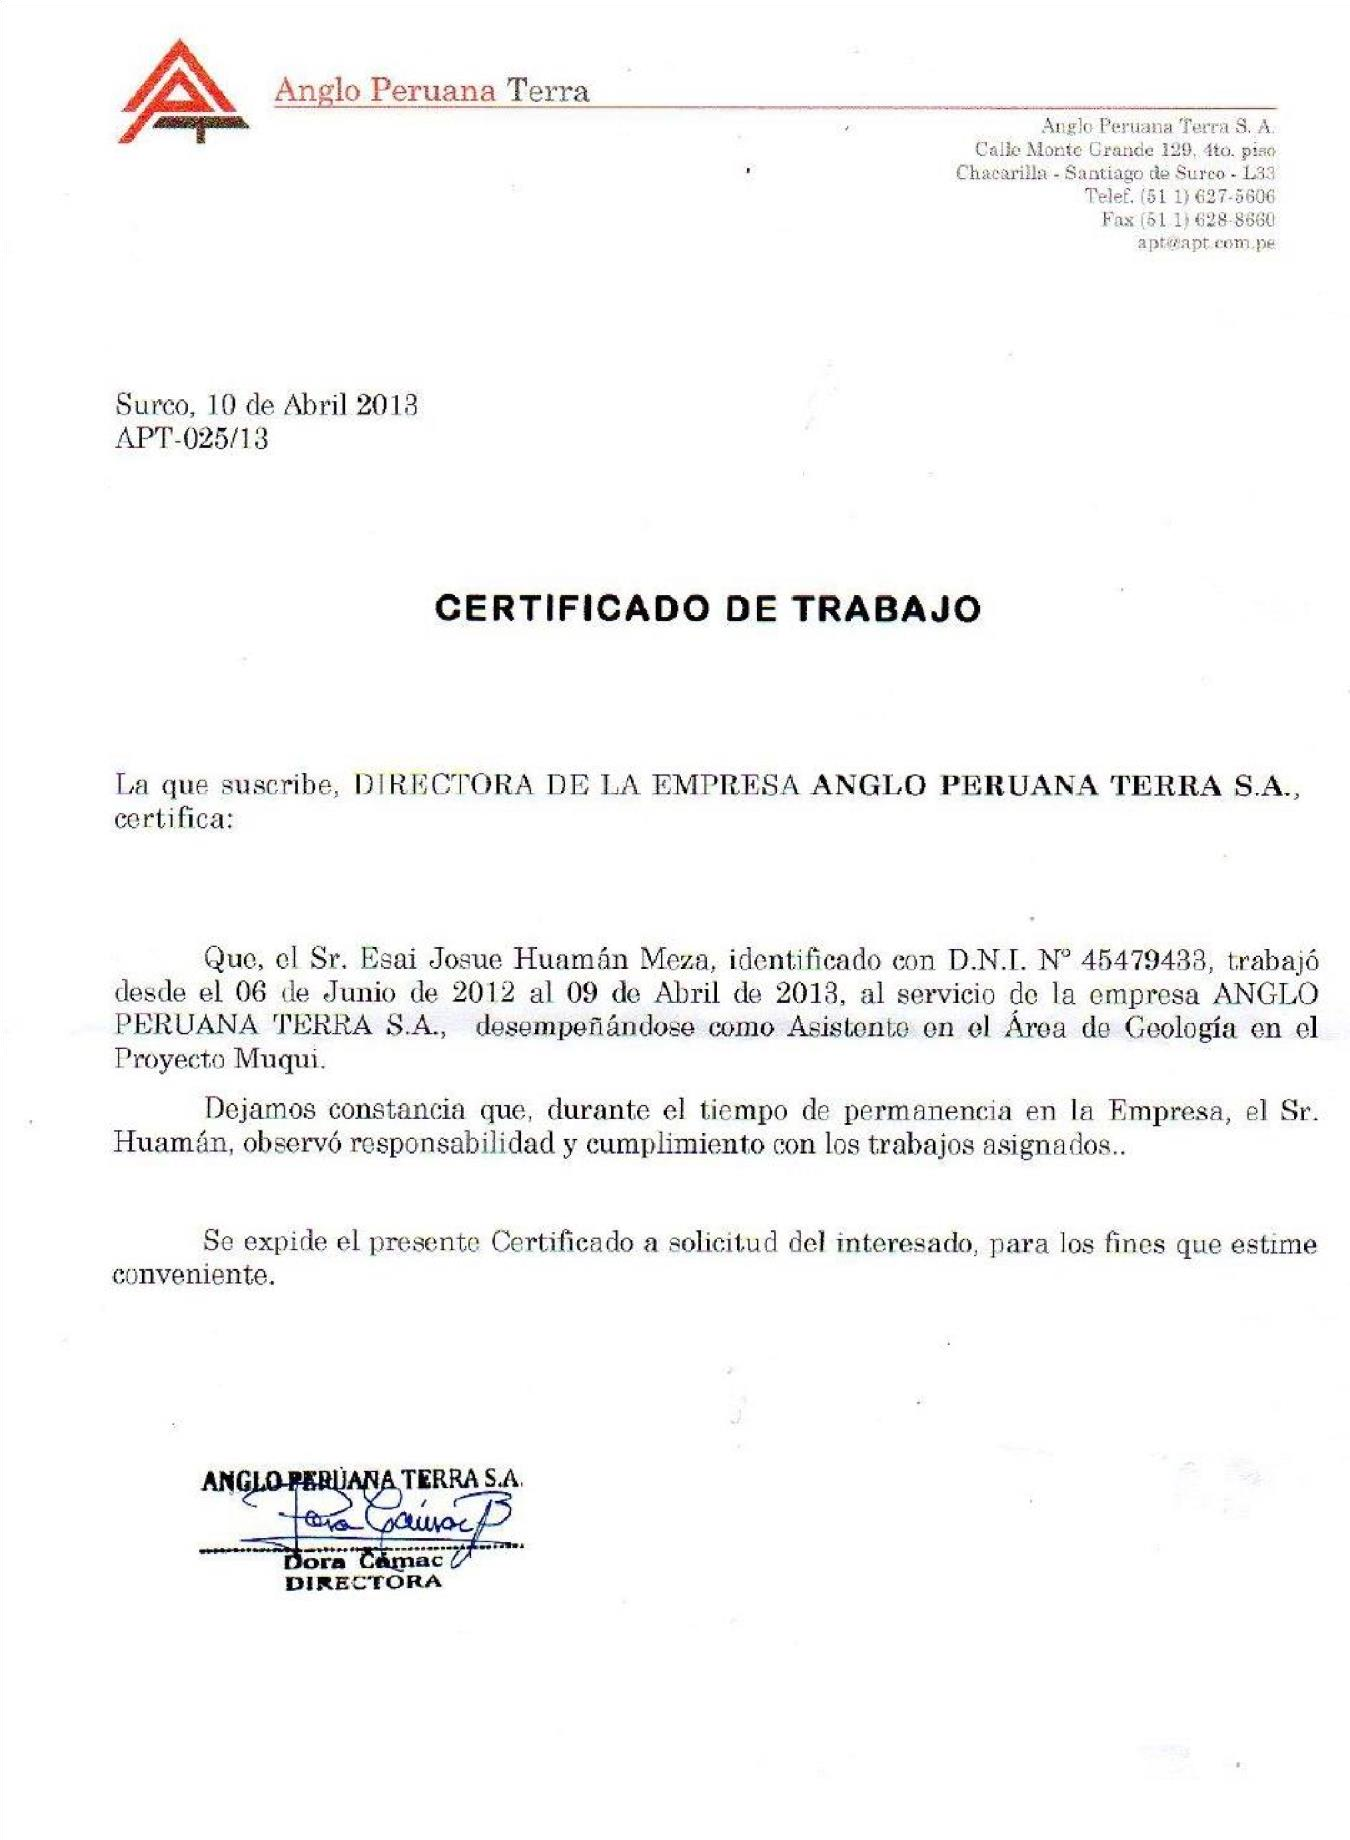 Anglo Peruana Terra
Anglo Peruana Terra S. A.
Calle Monte Grande 129, 4to. piso
Chacarilla - Santiago de Surco - L33
Telef. (51 1) 627-5606
Fax (51 1) 628-8660
apt@apt.com.pe
Surco, 10 de Abril 2013
APT-025/13
CERTIFICADO DE TRABAJO
La que suscribe, DIRECTORA DE LA EMPRESA ANGLO PERUANA TERRA S.A.,
certifica:
Que, el Sr. Esai Josue Huamán Meza, identificado con D.N.I. Nº 45479433, trabajó
desde el 06 de Junio de 2012 al 09 de Abril de 2013, al servicio de la empresa ANGLO
PERUANA TERRA S.A., desempeñándose como Asistente en el Área de Geología en el
Proyecto Muqui.
Dejamos constancia que, durante el tiempo de permanencia en la Empresa, el Sr.
Huamán, observó responsabilidad y cumplimiento con los trabajos asignados..
Se expide el presente Certificado a solicitud del interesado, para los fines que estime
conveniente.
ANGLO PERUANA TERRA S.A.
Dora Cámac B
Dora Cámac
DIRECTORA